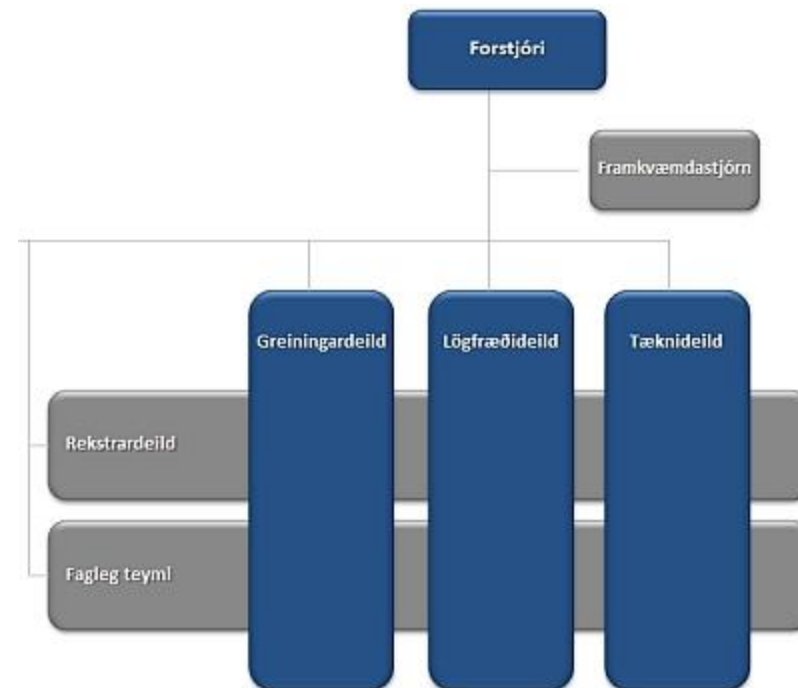 Forstjóri
Framkvæmdastjórn
Greiningardeild
Lögfræðideild
Tæknideild
Rekstrardeild
Fagleg teymi